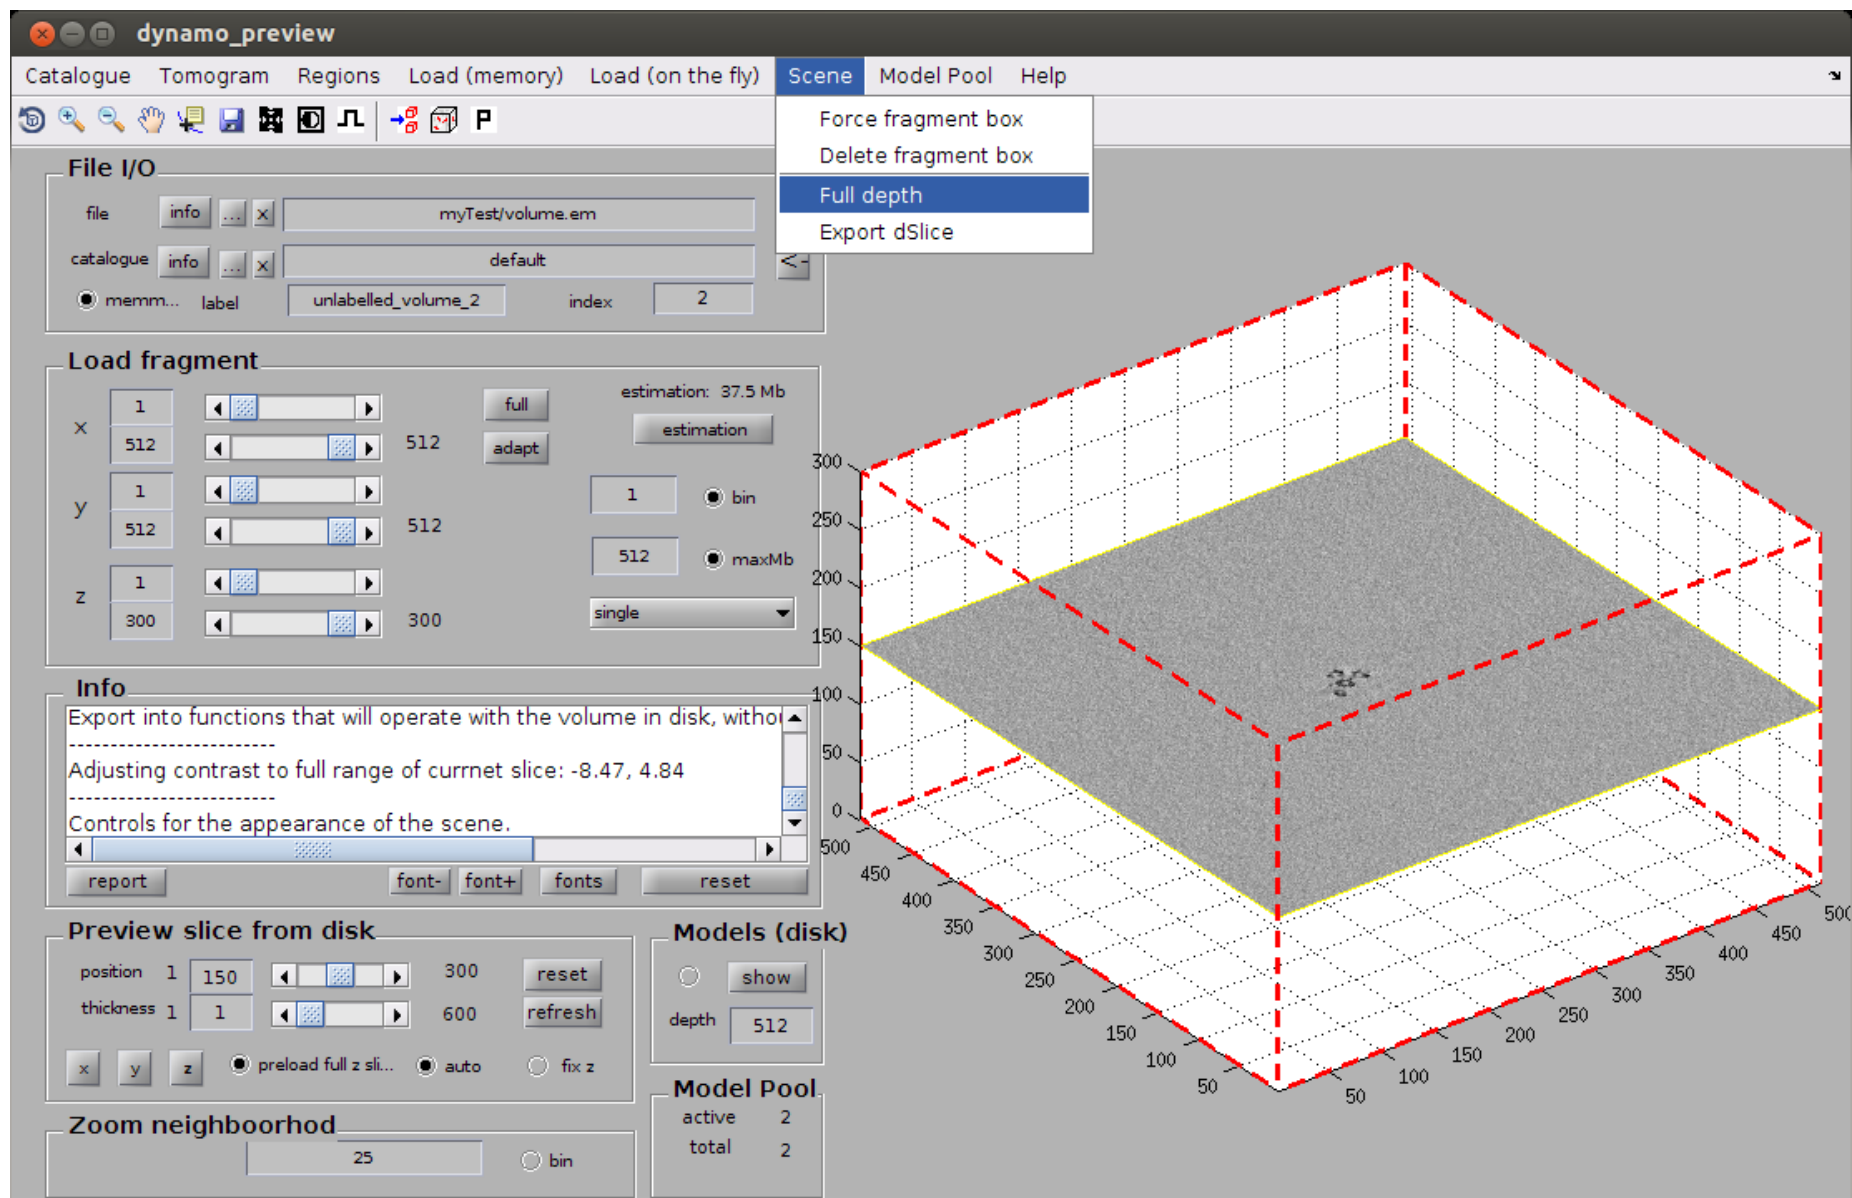 dynamo_preview
Catalogue Tomogram Regions Load (memory) Load (on the fly) Scene Model Pool Help
P
Force fragment box
Delete fragment box
Full depth
Export dSlice
File I/O
file info ... x myTest/volume.em
catalogue info ... x default <-
memm... label unlabelled_volume_2 index 2
Load fragment
x 1 full estimation: 37.5 Mb
512 512 adapt estimation
y 1 1 bin
512 512 512 maxMb
z 1 single
300 300
Info
Export into functions that will operate with the volume in disk, withou
-------------------------
Adjusting contrast to full range of currnet slice: -8.47, 4.84
-------------------------
Controls for the appearance of the scene.
report font- font+ fonts reset
Preview slice from disk
position 1 150 300 reset
thickness 1 1 600 refresh
x y z preload full z sli... auto fix z
Zoom neighboorhod
25 bin
Models (disk)
show
depth 512
Model Pool
active 2
total 2
300
250
200
150
100
50
0
500
450
400
350
300
250
200
150
100
50
50
100
150
200
250
300
350
400
450
500